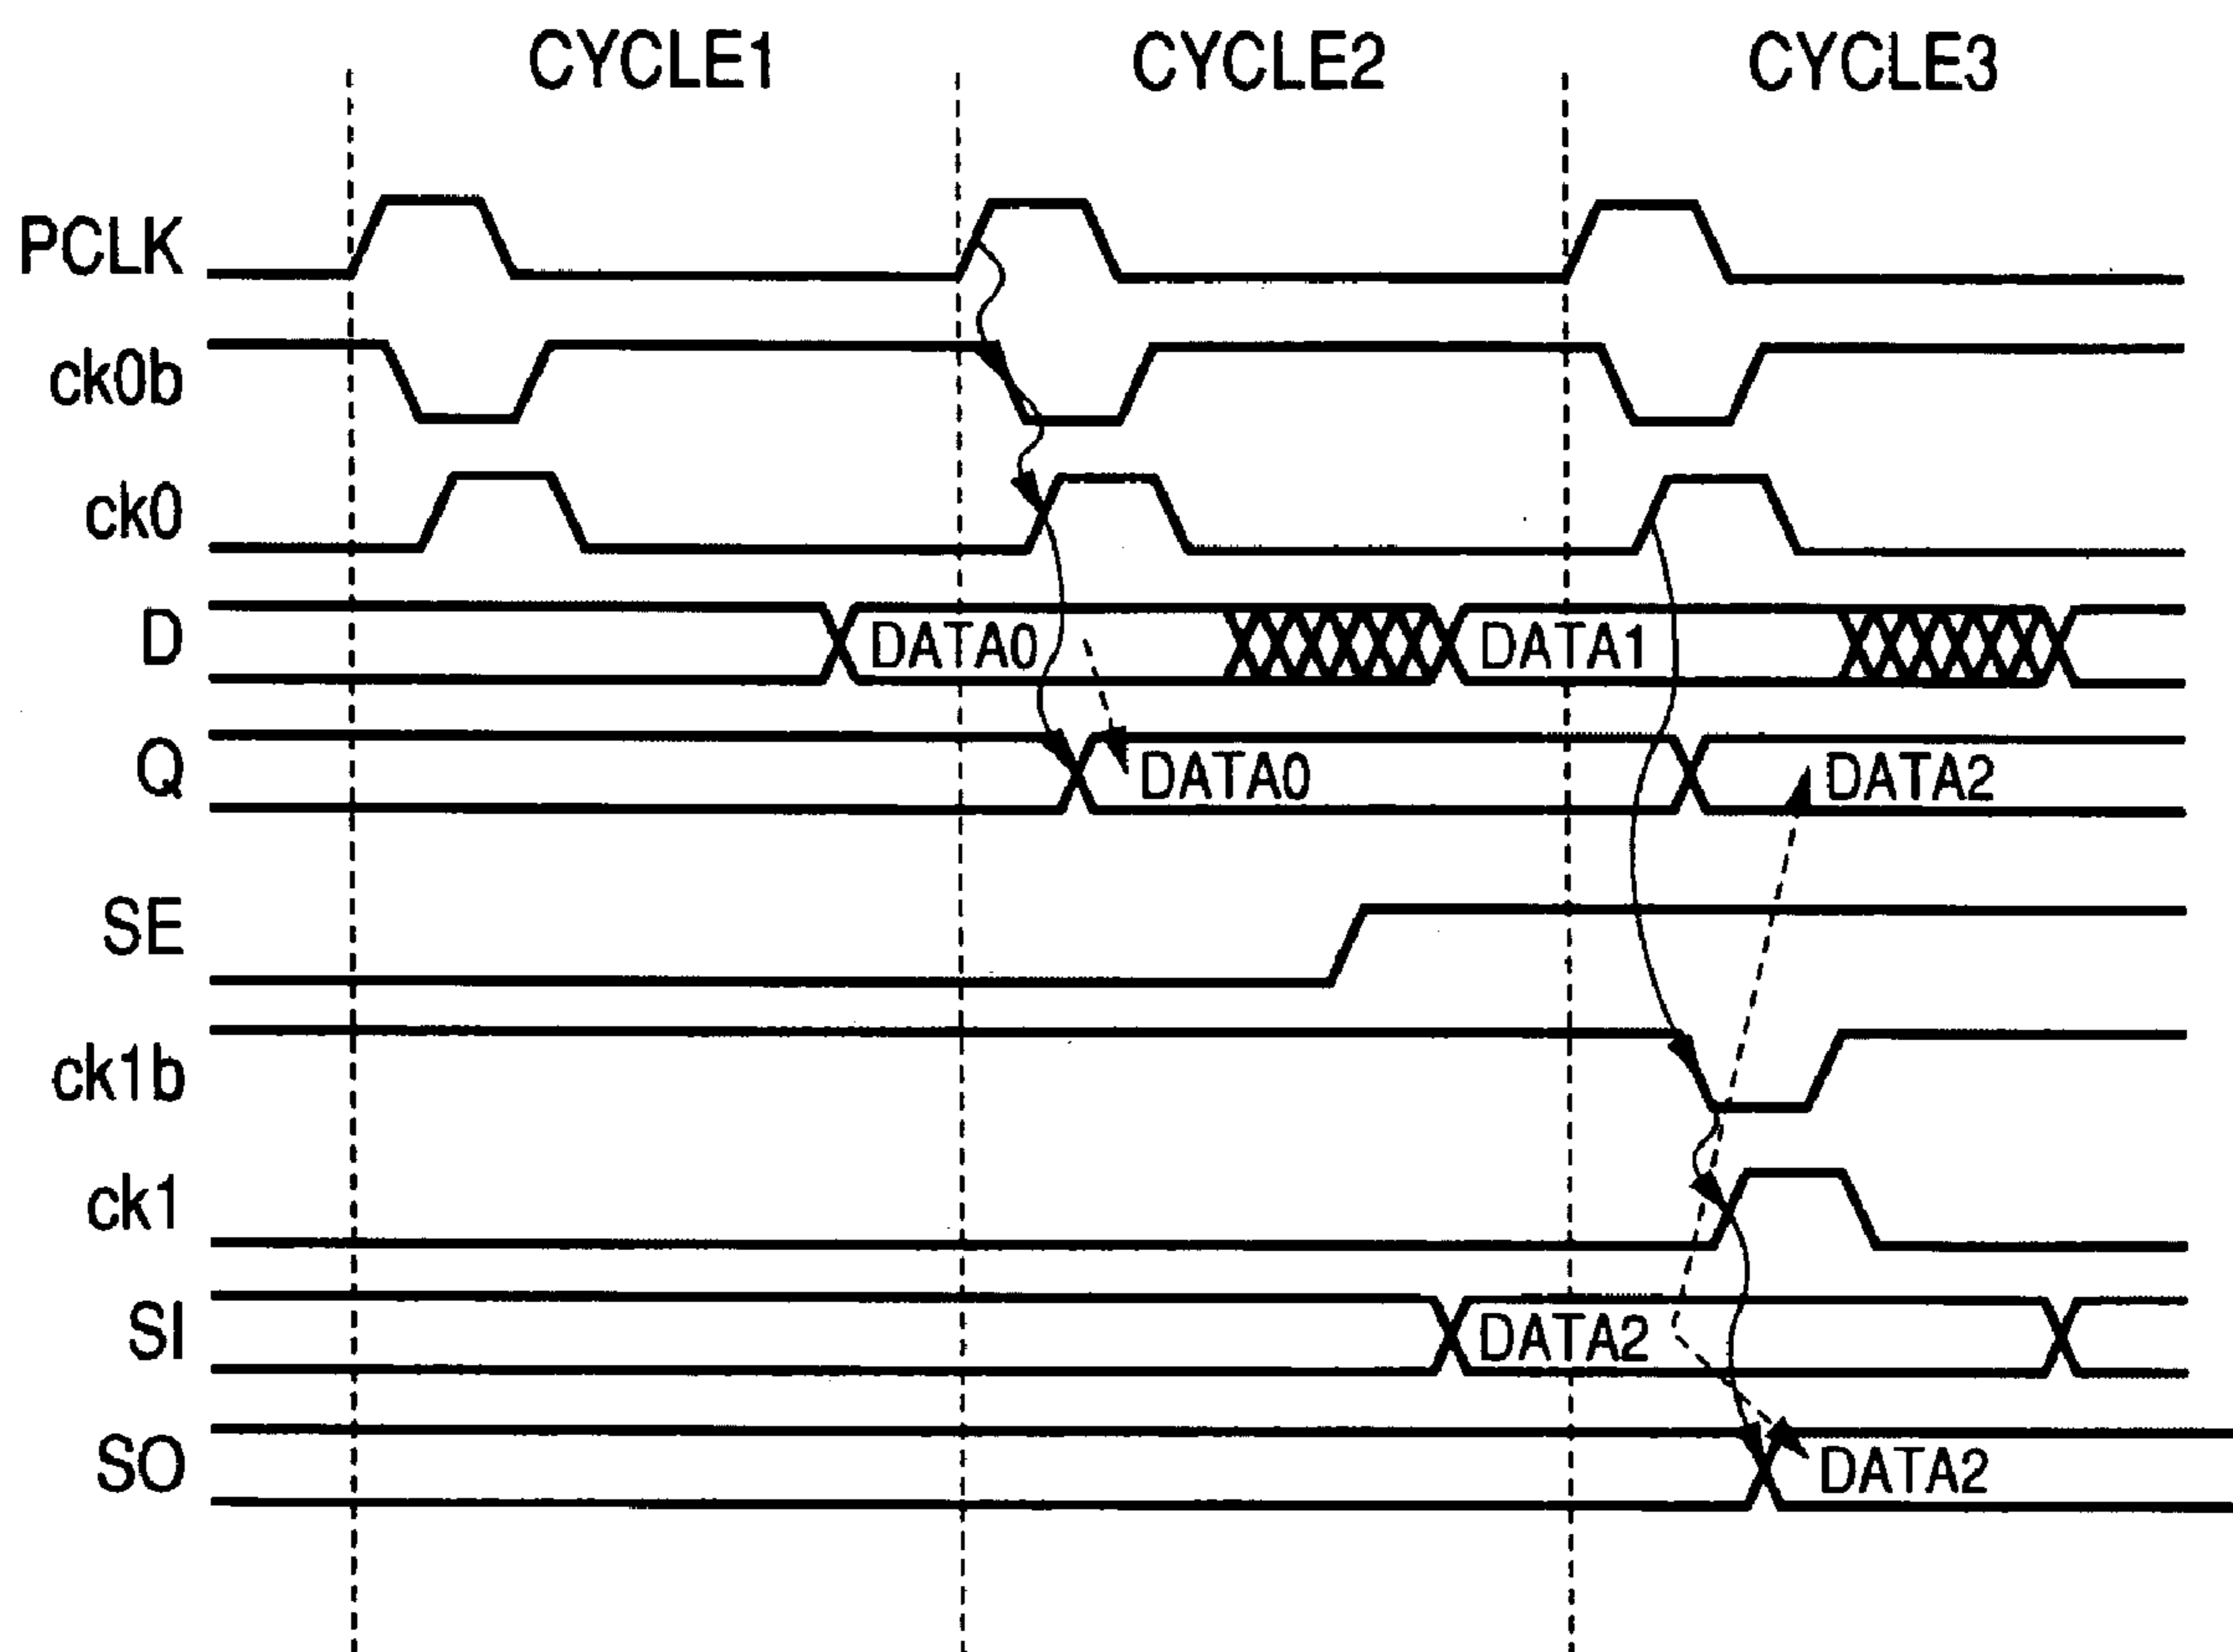 CYCLE1 CYCLE2 CYCLE3
PCLK
ck0b
ck0
D DATA0 DATA1
Q DATA0 DATA2
SE
ck1b
ck1
SI DATA2
SO DATA2